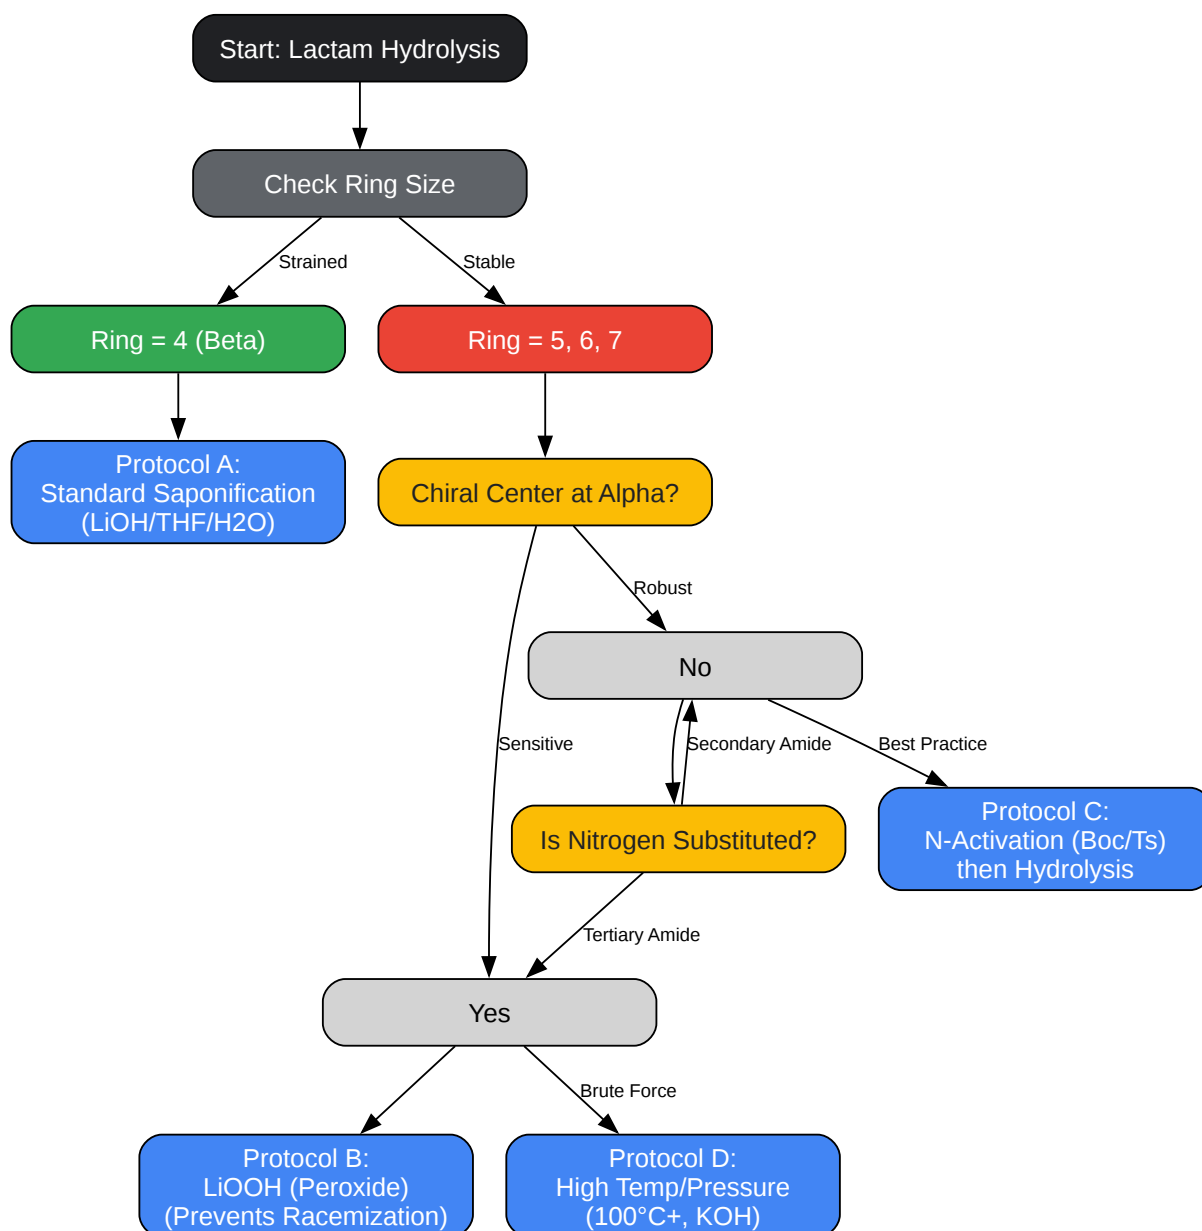 Start: Lactam Hydrolysis
Check Ring Size
Strained
Stable
Ring = 4 (Beta)
Ring = 5, 6, 7
Protocol A:
Standard Saponification
(LiOH/THF/H2O)
Chiral Center at Alpha?
Robust
No
Sensitive
Secondary Amide
Best Practice
Is Nitrogen Substituted?
Protocol C:
N-Activation (Boc/Ts)
then Hydrolysis
Tertiary Amide
Yes
Brute Force
Protocol B:
LiOOH (Peroxide)
(Prevents Racemization)
Protocol D:
High Temp/Pressure
(100°C+, KOH)